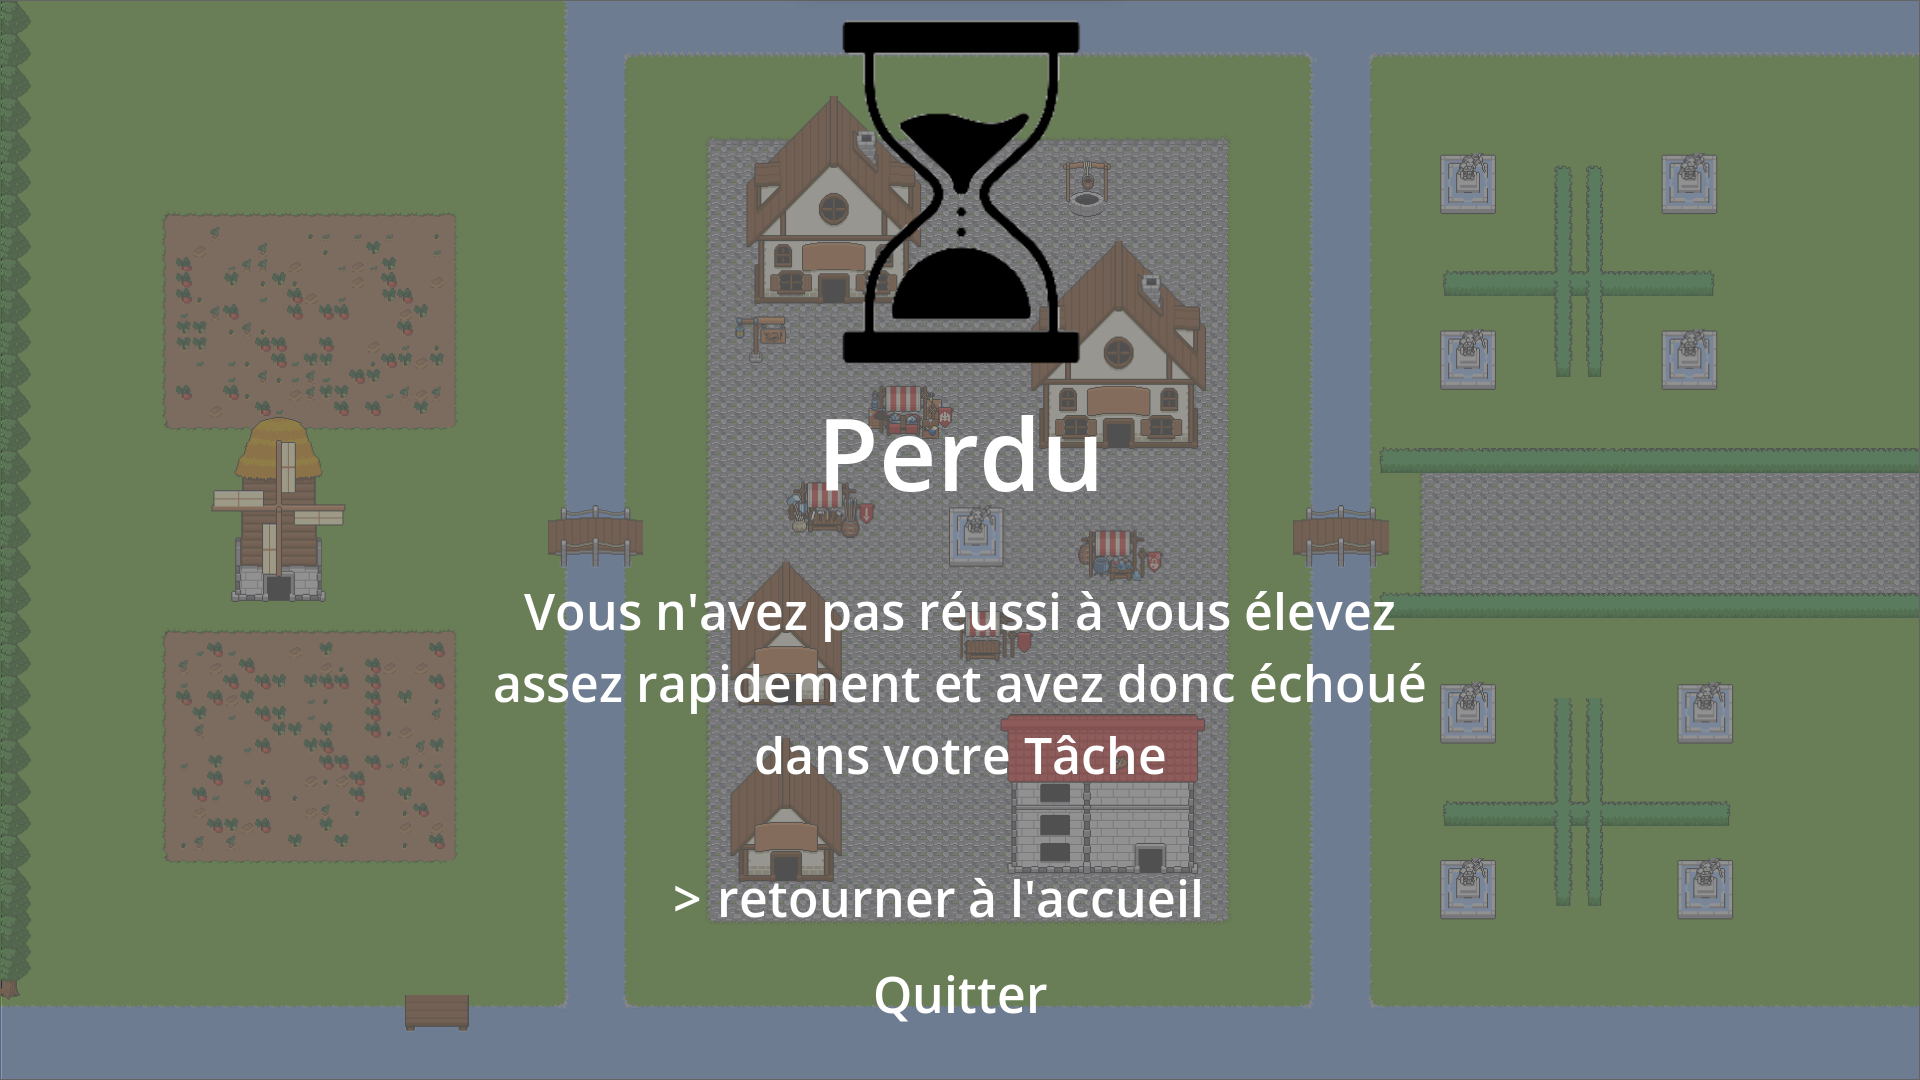 Perdu
Vous n'avez pas réussi à vous élevez
assez rapidement et avez donc échoué
dans votre Tâche
> retourner à l'accueil
Quitter